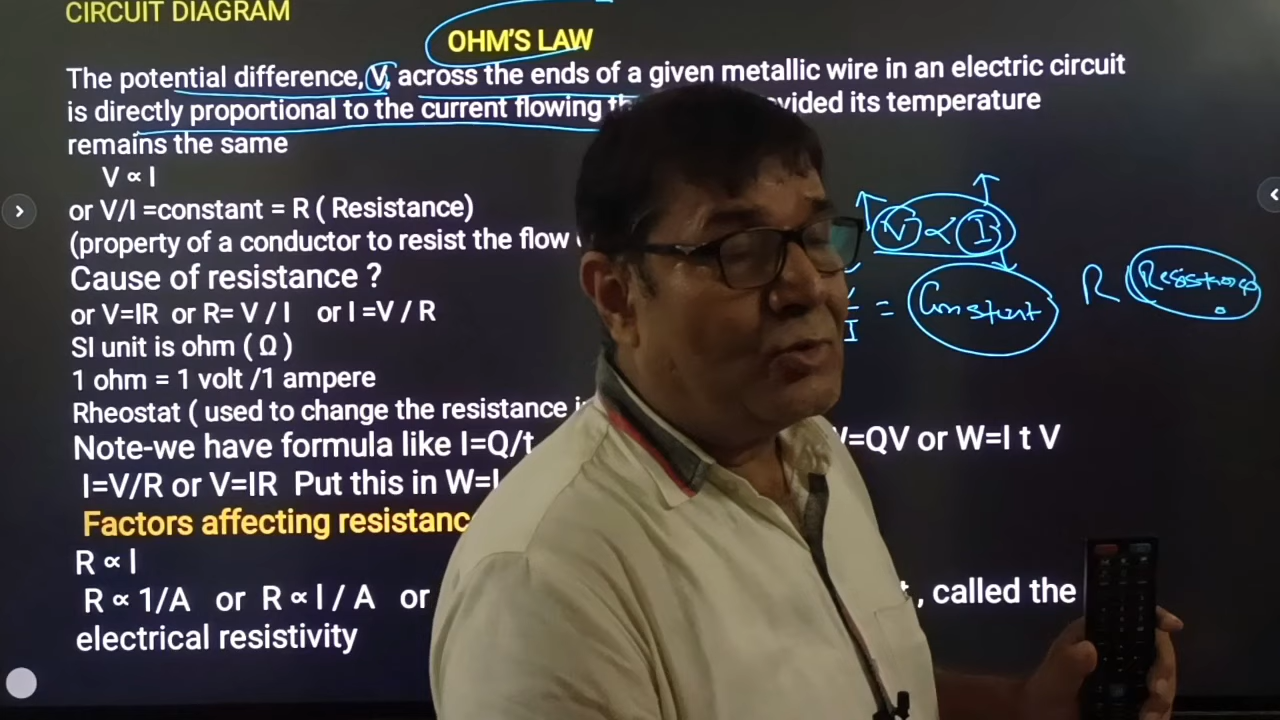 CIRCUIT DIAGRAM
OHM'S LAW
The potential difference, V, across the ends of a given metallic wire in an electric circuit
is directly proportional to the current flowing its temperature
remains the same
V ∝ I
or V/I =constant = R ( Resistance)
(property of a conductor to resist the flow
Cause of resistance ?
or V=IR or R= V / I or I =V / R
SI unit is ohm ( Ω )
1 ohm = 1 volt /1 ampere
Rheostat ( used to change the resistance
Note-we have formula like I=Q/t =QV or W=I t V
I=V/R or V=IR Put this in W=I
Factors affecting resistanc
R ∝ l
R ∝ 1/A or R ∝ l / A or , called the
electrical resistivity
V ∝ I
I = Constant
R (Resistance